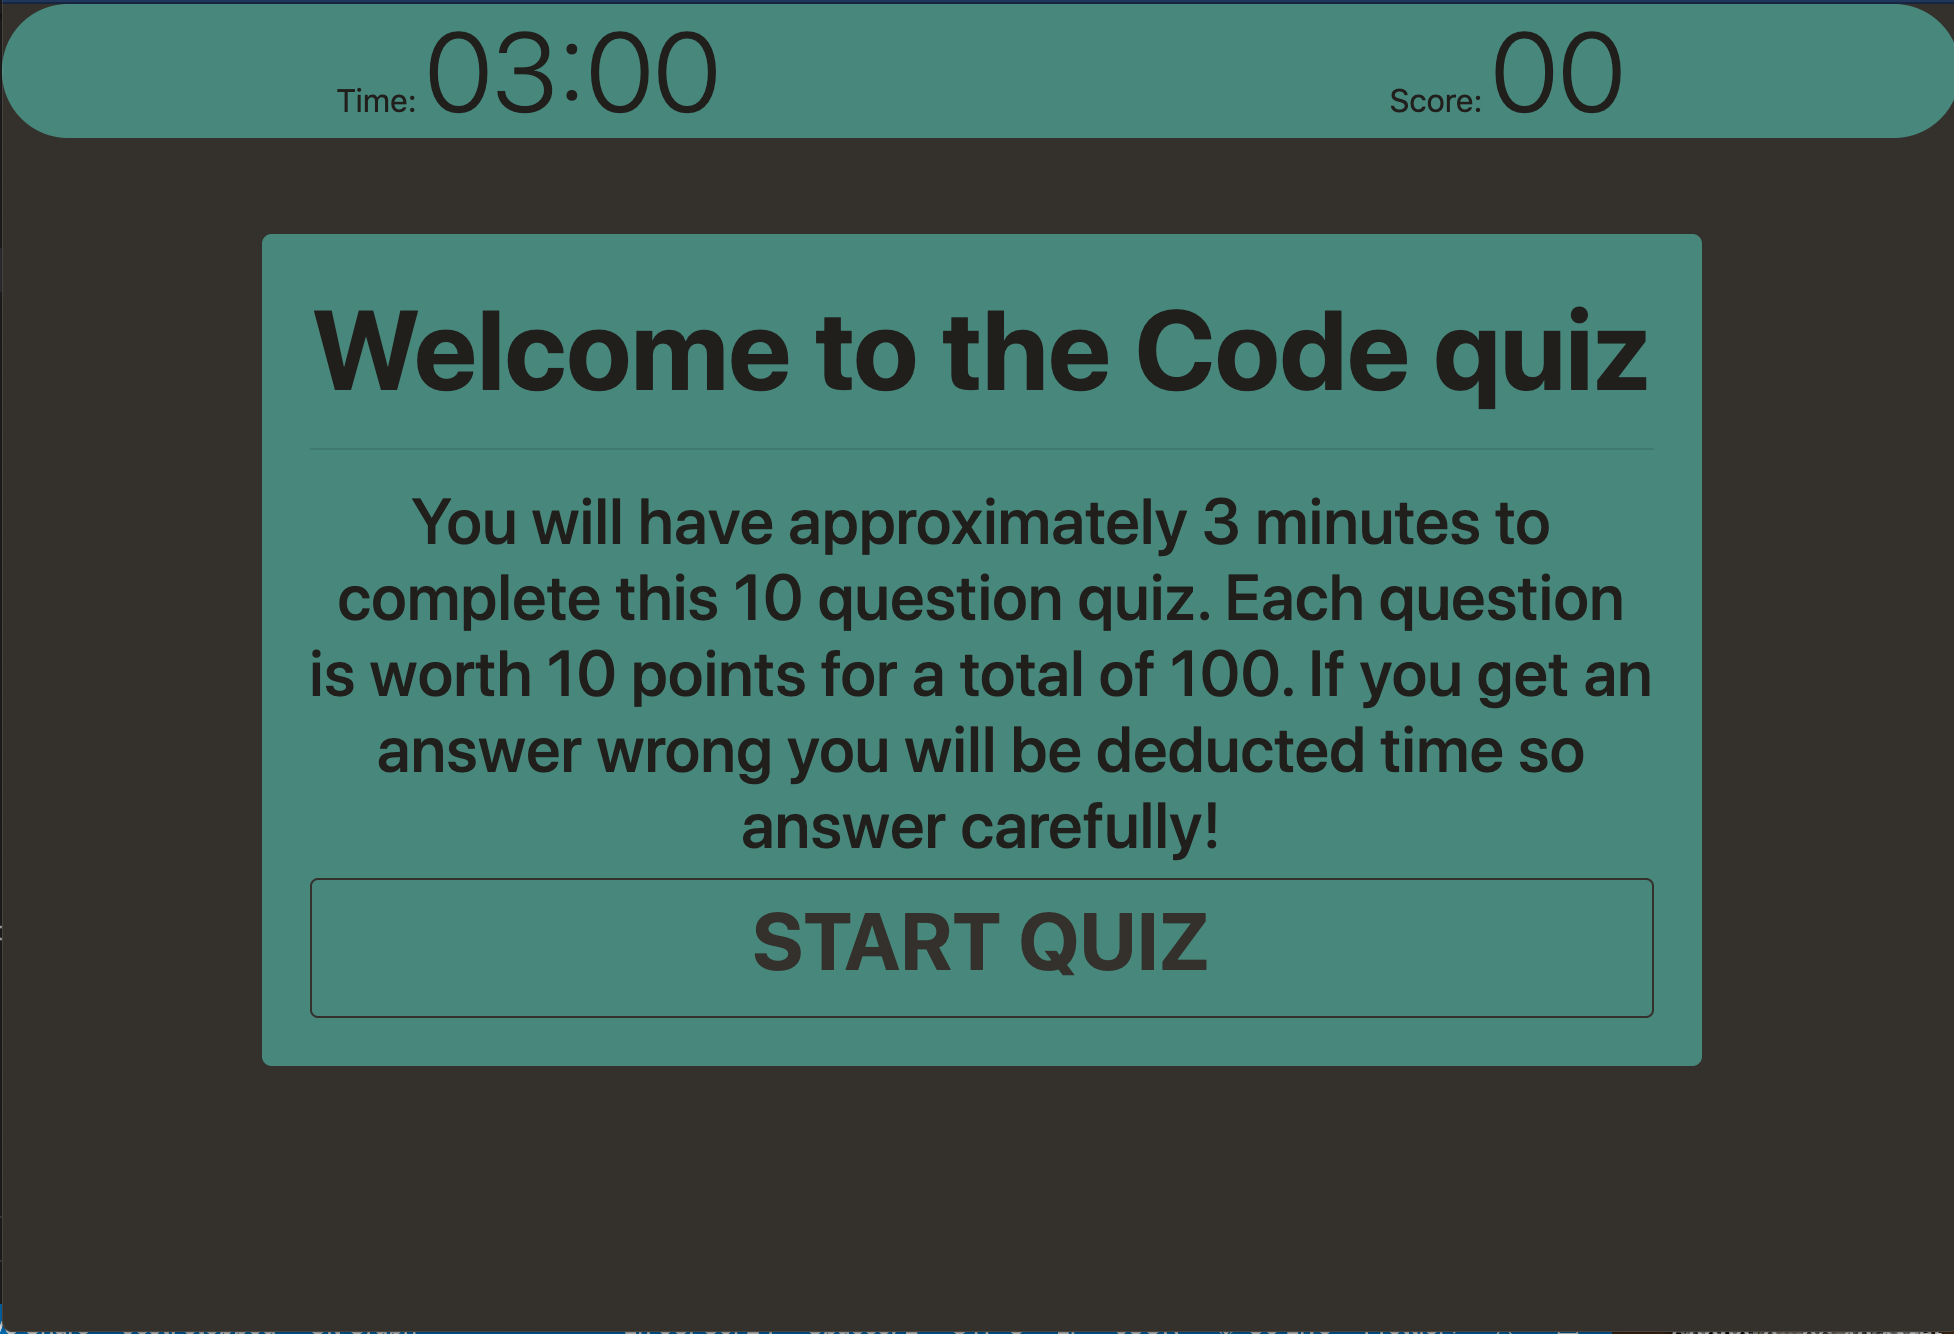 Time: 03:00 Score: 00
Welcome to the Code quiz
You will have approximately 3 minutes to
complete this 10 question quiz. Each question
is worth 10 points for a total of 100. If you get an
answer wrong you will be deducted time so
answer carefully!
START QUIZ